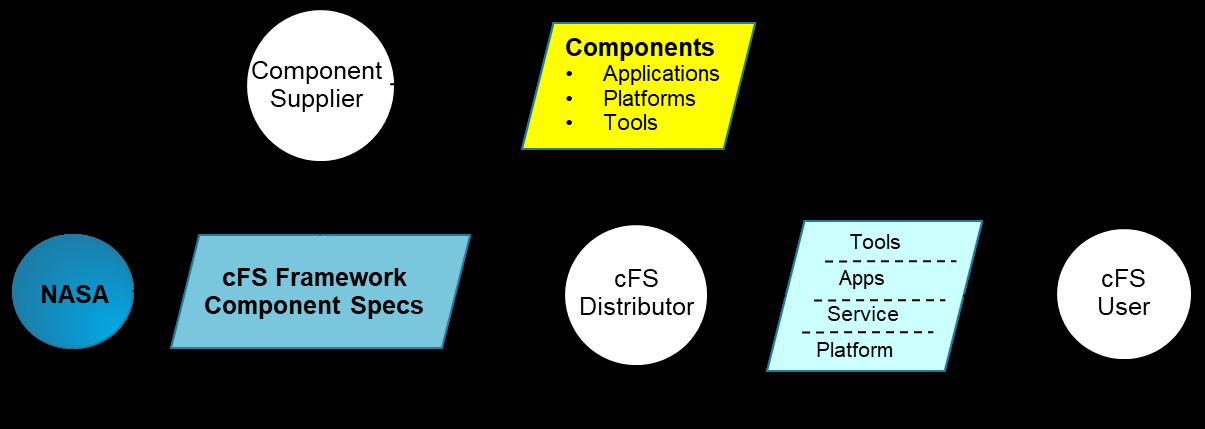 Component
Supplier
Components
• Applications
• Platforms
• Tools
NASA
cFS Framework
Component Specs
cFS
Distributor
Tools
Apps
Service
Platform
cFS
User